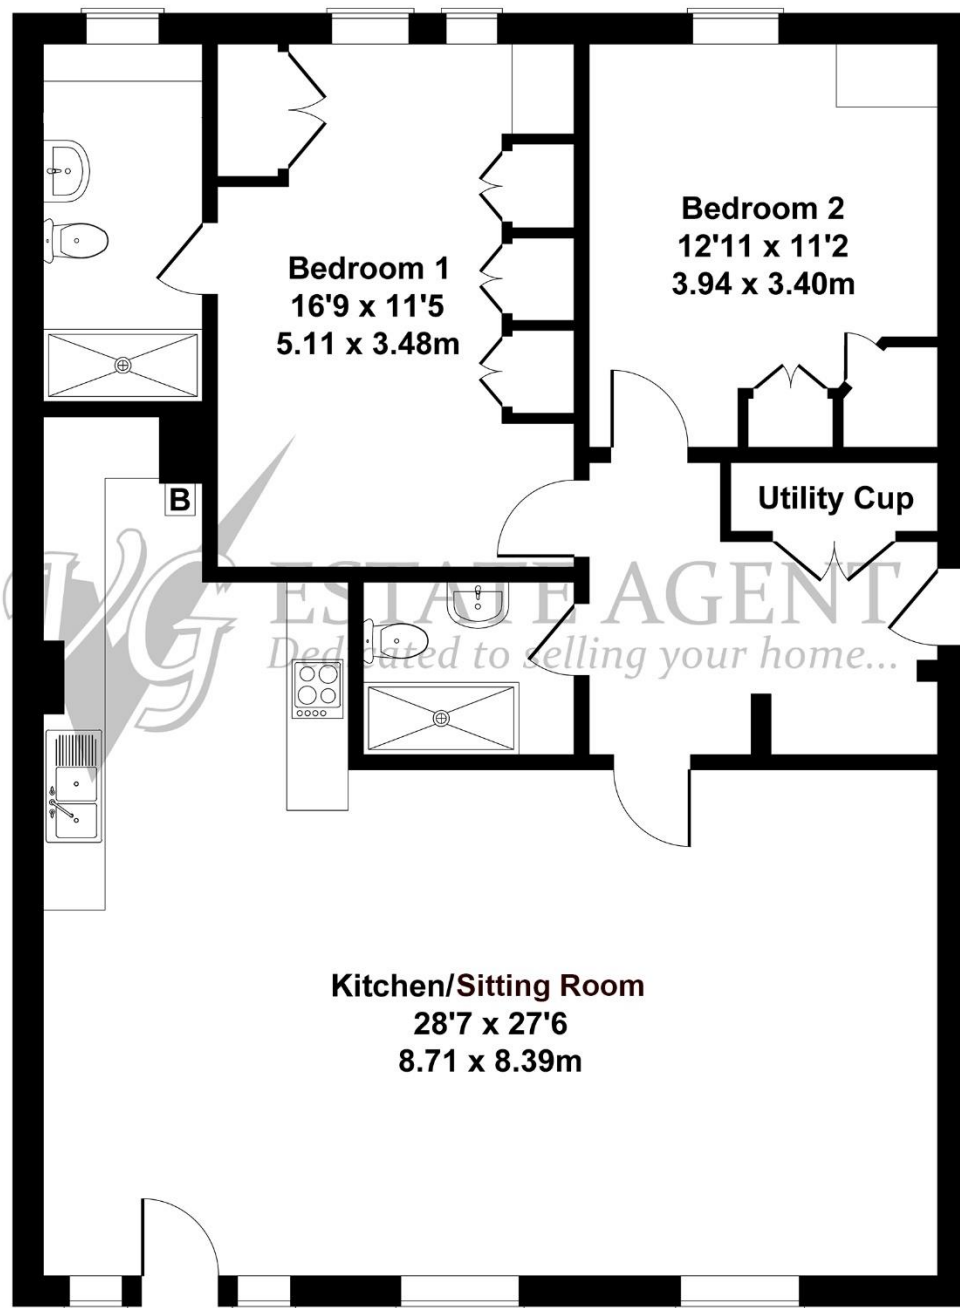 Bedroom 2
12'11 x 11'2
3.94 x 3.40m
Bedroom 1
16'9 x 11'5
5.11 x 3.48m
B
Utility Cup
VG ESTATE AGENT
Dedicated to selling your home...
Kitchen/Sitting Room
28'7 x 27'6
8.71 x 8.39m